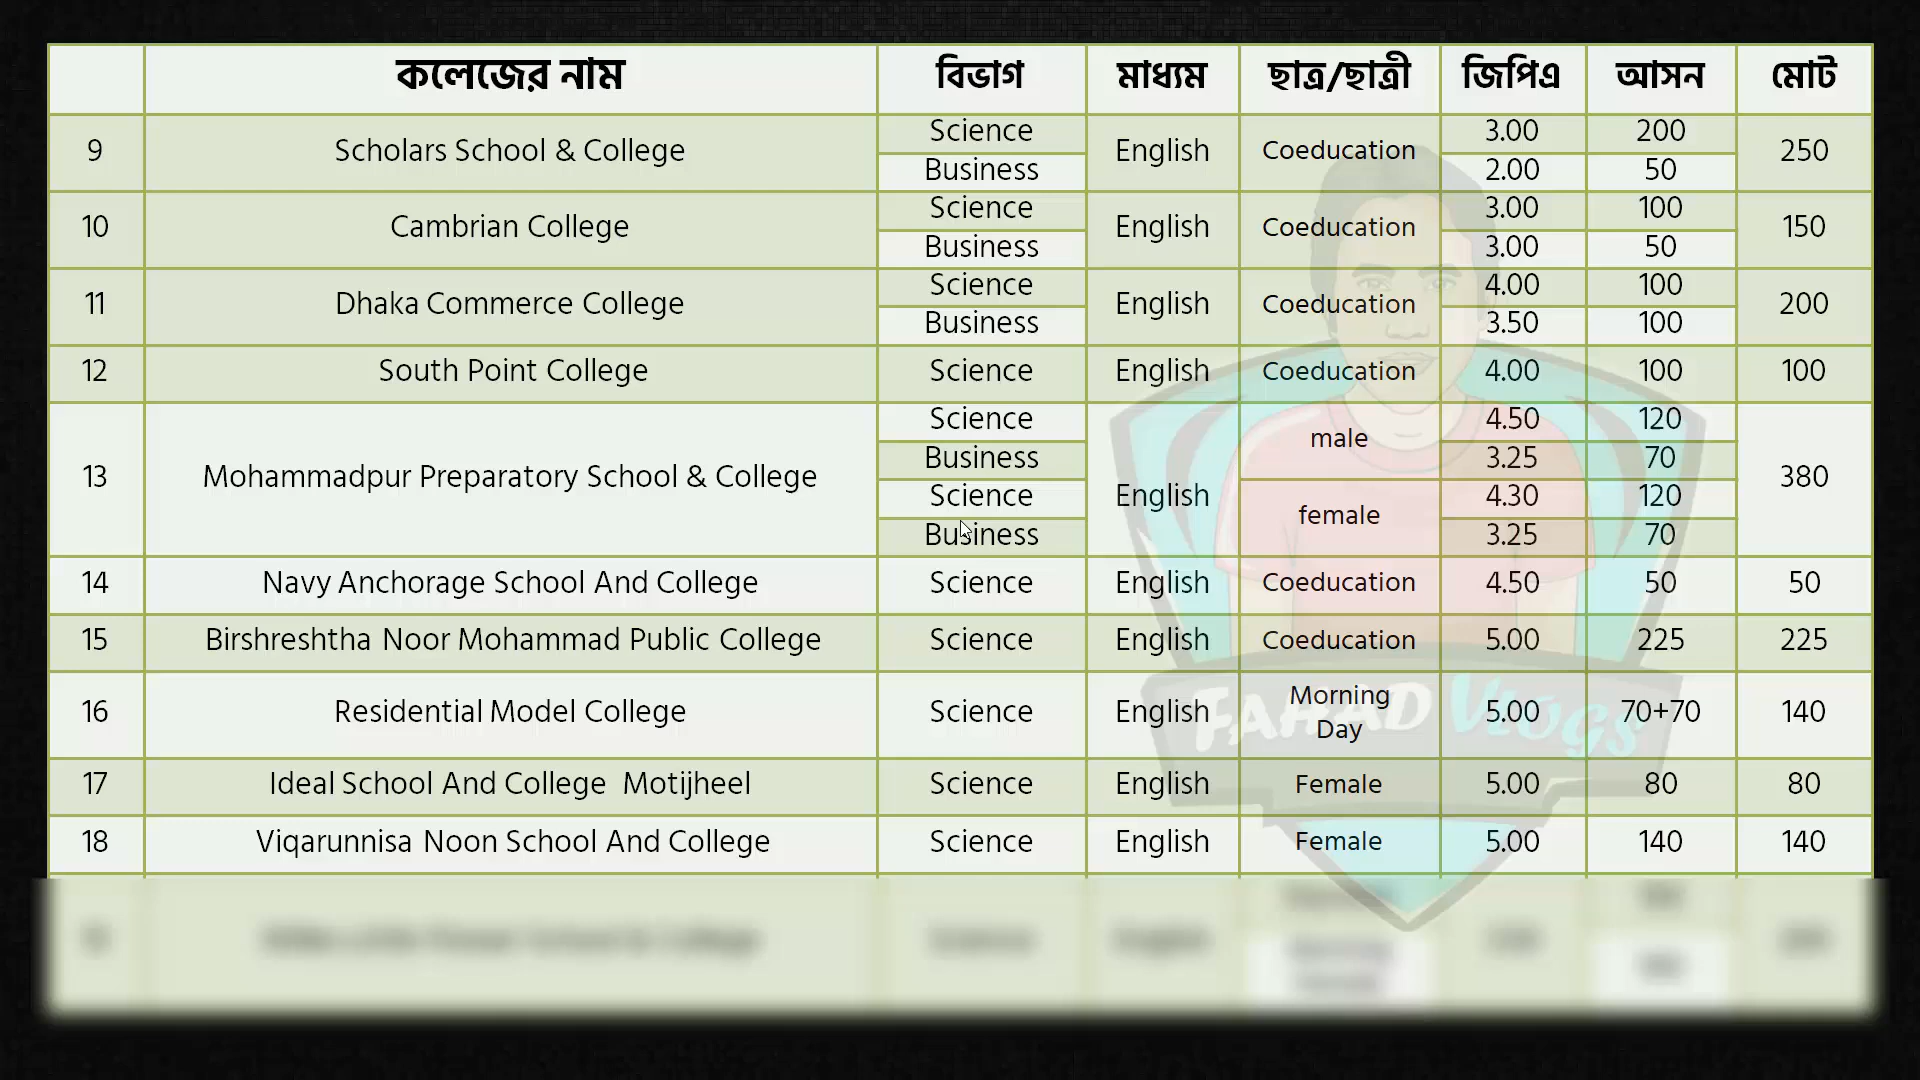 কলেজের নাম বিভাগ মাধ্যম ছাত্র/ছাত্রী জিপিএ আসন মোট
9 Scholars School & College Science English Coeducation 3.00 200 250
Business 2.00 50
10 Cambrian College Science English Coeducation 3.00 100 150
Business 3.00 50
11 Dhaka Commerce College Science English Coeducation 4.00 100 200
Business 3.50 100
12 South Point College Science English Coeducation 4.00 100 100
13 Mohammadpur Preparatory School & College Science English male 4.50 120 380
Business 3.25 70
Science female 4.30 120
Business 3.25 70
14 Navy Anchorage School And College Science English Coeducation 4.50 50 50
15 Birshreshtha Noor Mohammad Public College Science English Coeducation 5.00 225 225
16 Residential Model College Science English Morning Day 5.00 70+70 140
17 Ideal School And College Motijheel Science English Female 5.00 80 80
18 Viqarunnisa Noon School And College Science English Female 5.00 140 140
FAHAD Vlogs